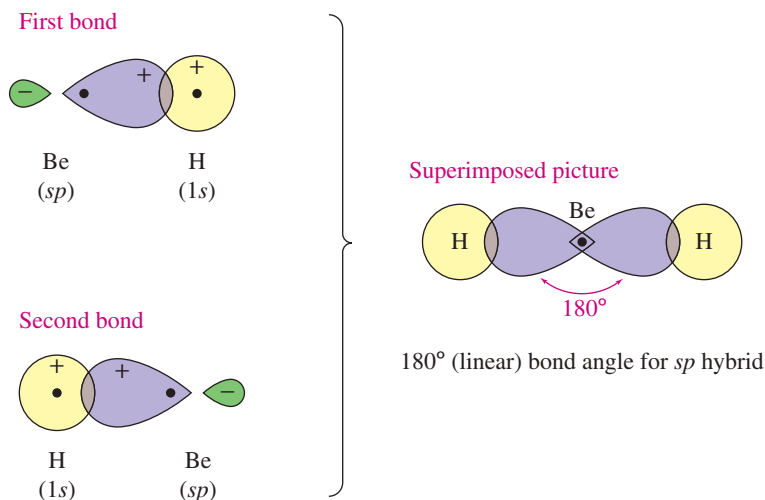 First bond
− + +
Be H
(sp) (1s)
Second bond
+ + −
H Be
(1s) (sp)
Superimposed picture
Be
H H
180°
180° (linear) bond angle for sp hybrid